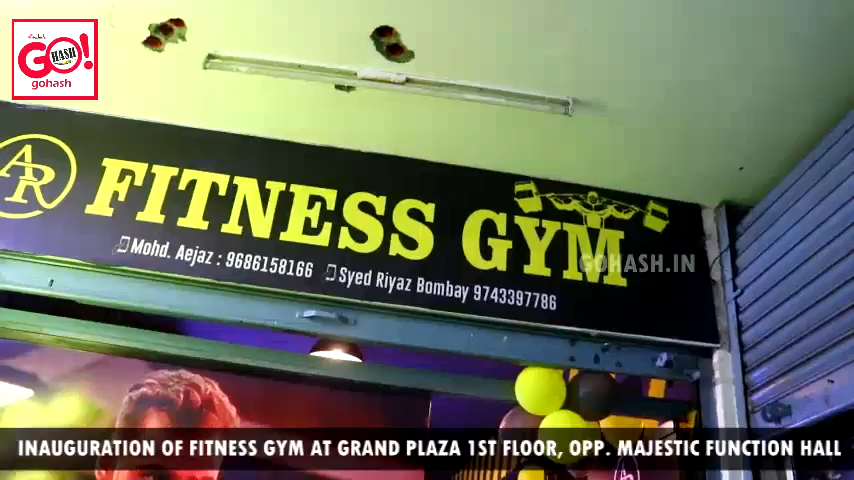 GO!
HASH
gohash
AR FITNESS GYM
Mohd. Aejaz : 9686158166 Syed Riyaz Bombay 9743397786
GOHASH.IN
INAUGURATION OF FITNESS GYM AT GRAND PLAZA 1ST FLOOR, OPP. MAJESTIC FUNCTION HALL